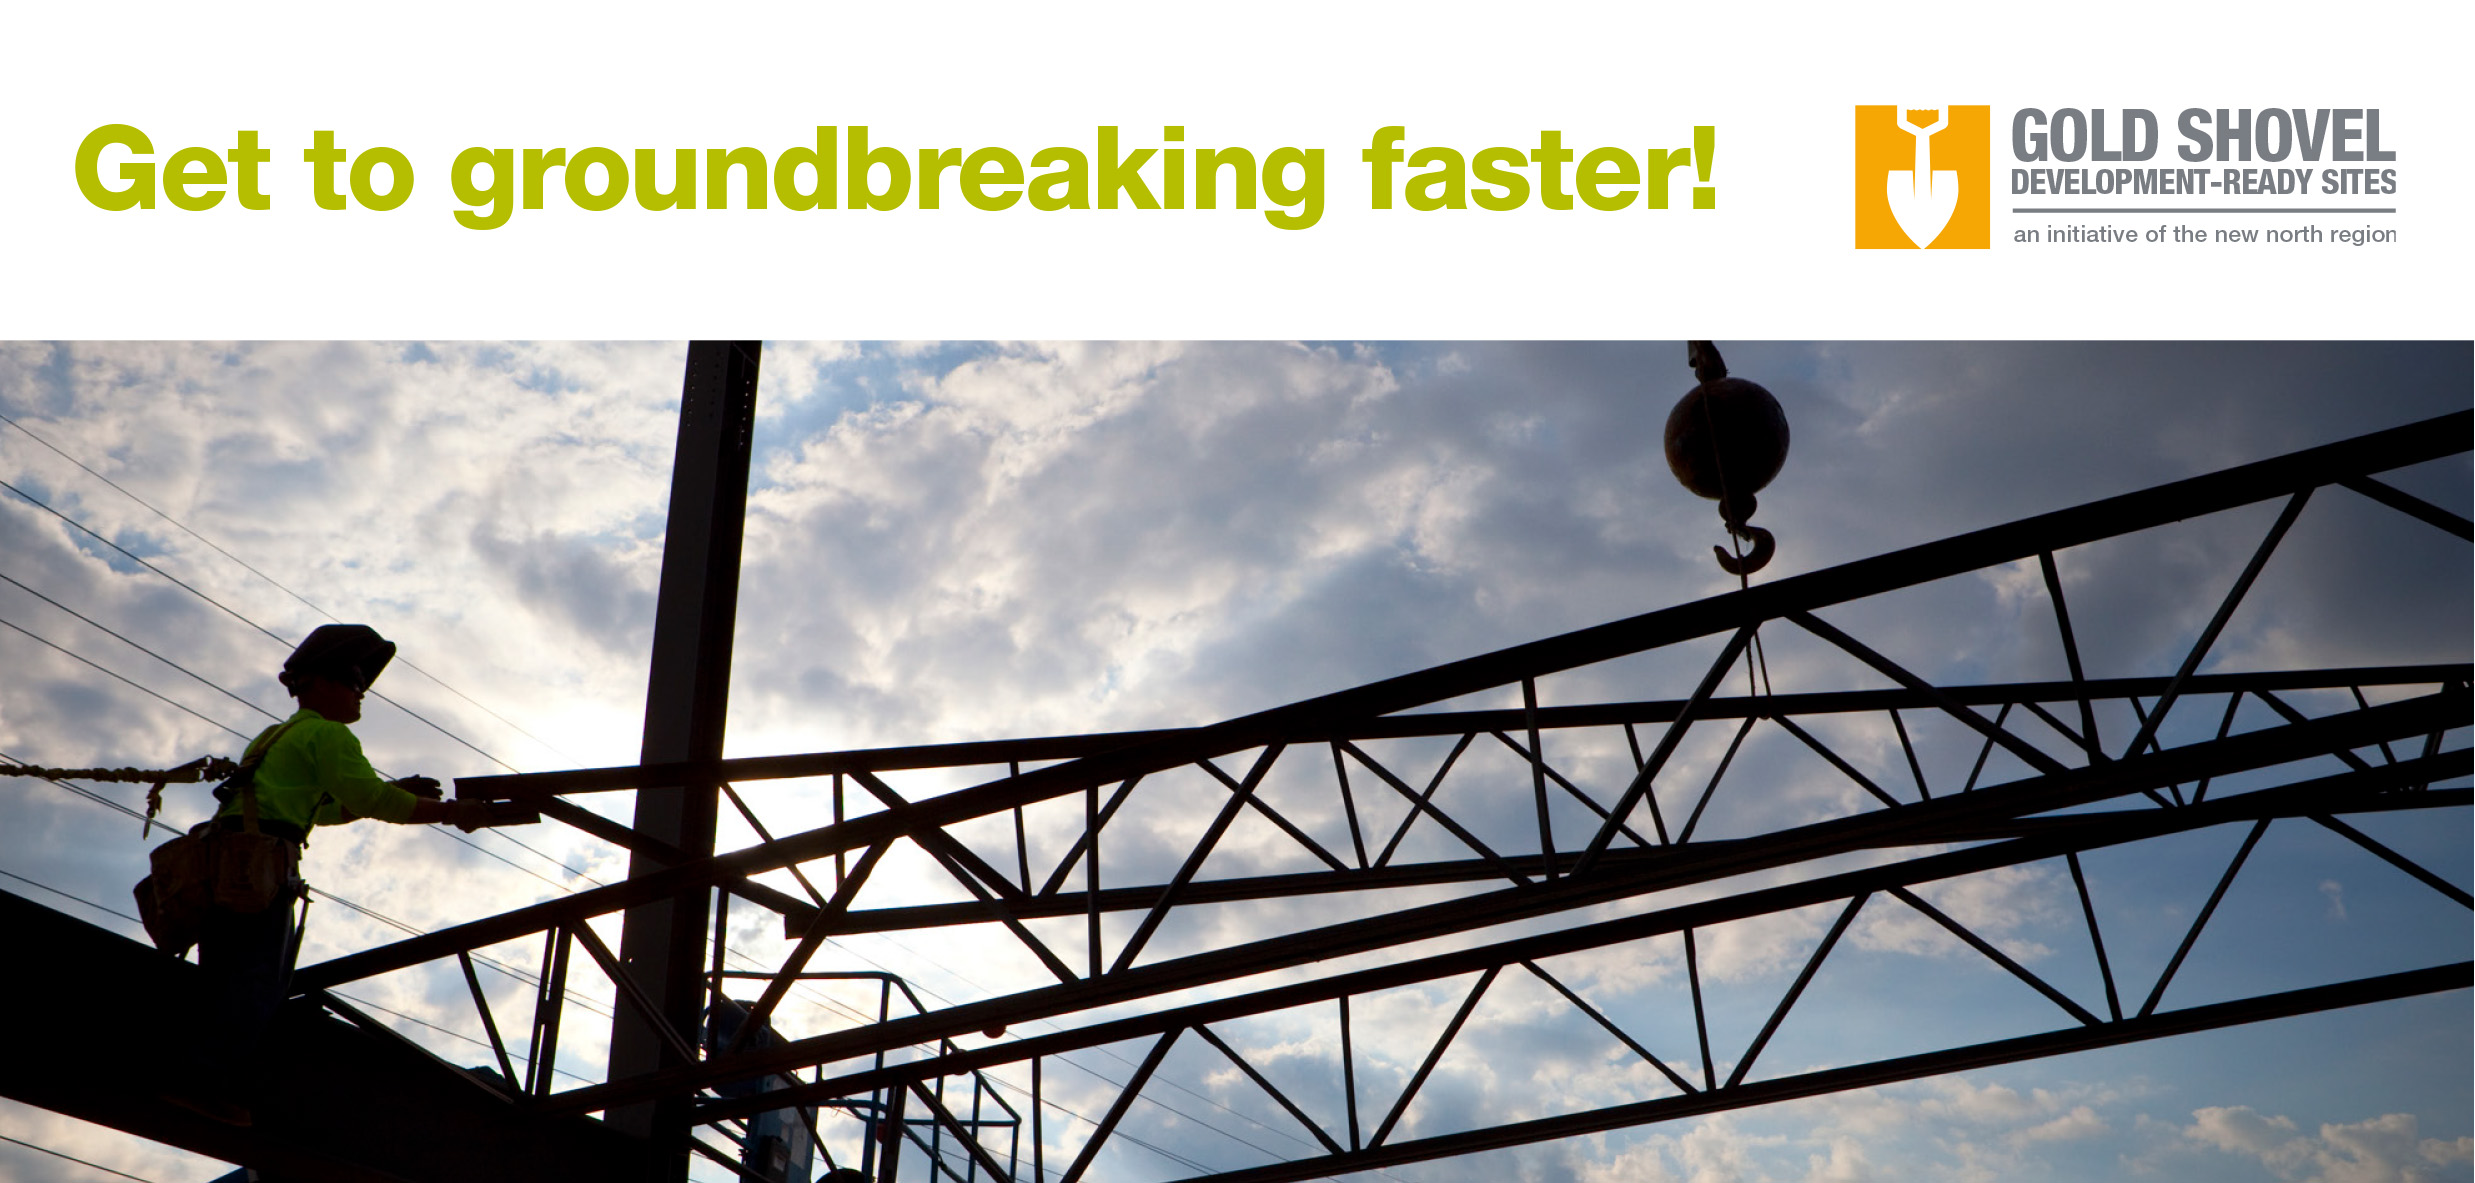 Get to groundbreaking faster!
GOLD SHOVEL
DEVELOPMENT-READY SITES
an initiative of the new north region